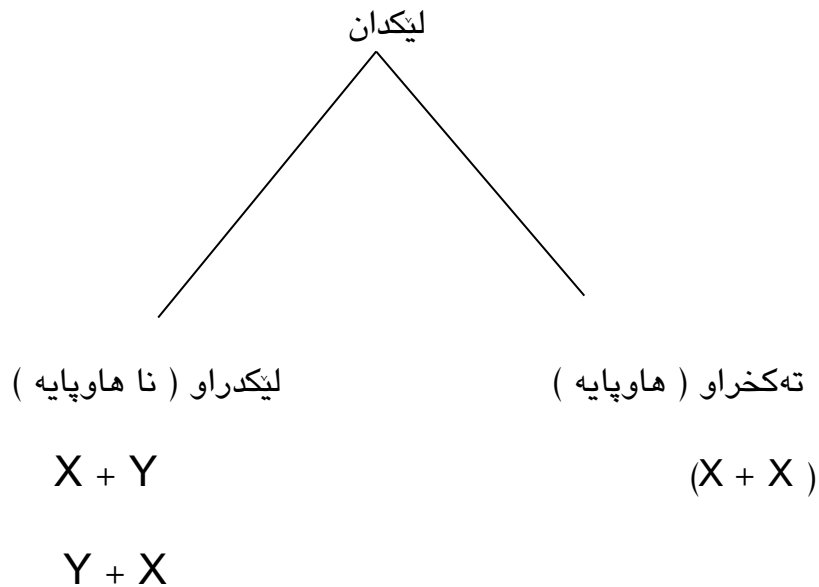 لێکدان
تەکخراو ( هاوپایە )
لێکدراو ( نا هاوپایە )
(X + X )
X + Y
Y + X